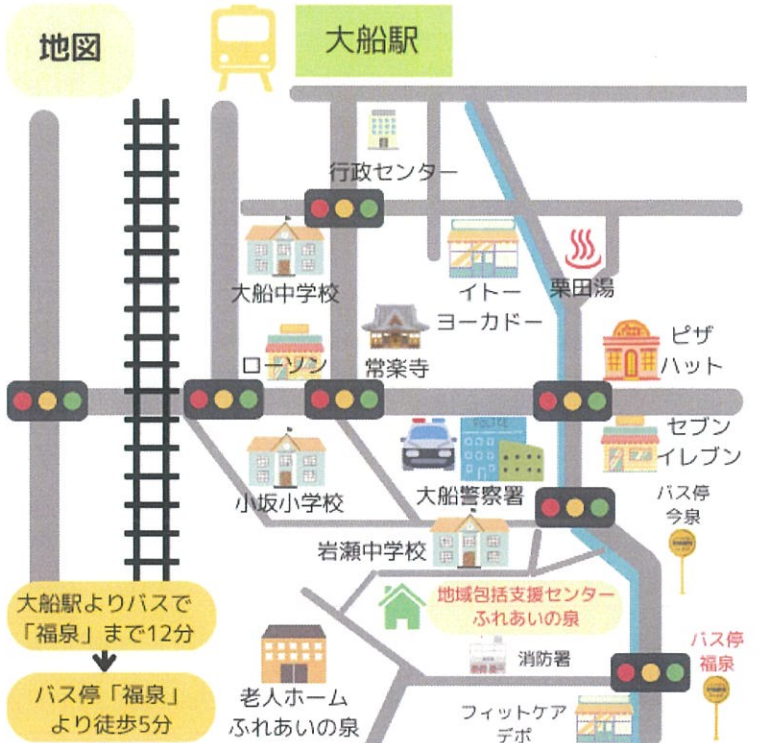 地図
大船駅
行政センター
大船中学校
イトー
ヨーカドー
栗田湯
ローソン
常楽寺
ピザ
ハット
セブン
イレブン
POLICE
小坂小学校
大船警察署
バス停
今泉
岩瀬中学校
地域包括支援センター
ふれあいの泉
大船駅よりバスで
「福泉」まで12分
バス停「福泉」
より徒歩5分
老人ホーム
ふれあいの泉
消防署
バス停
福泉
フィットケア
デポ